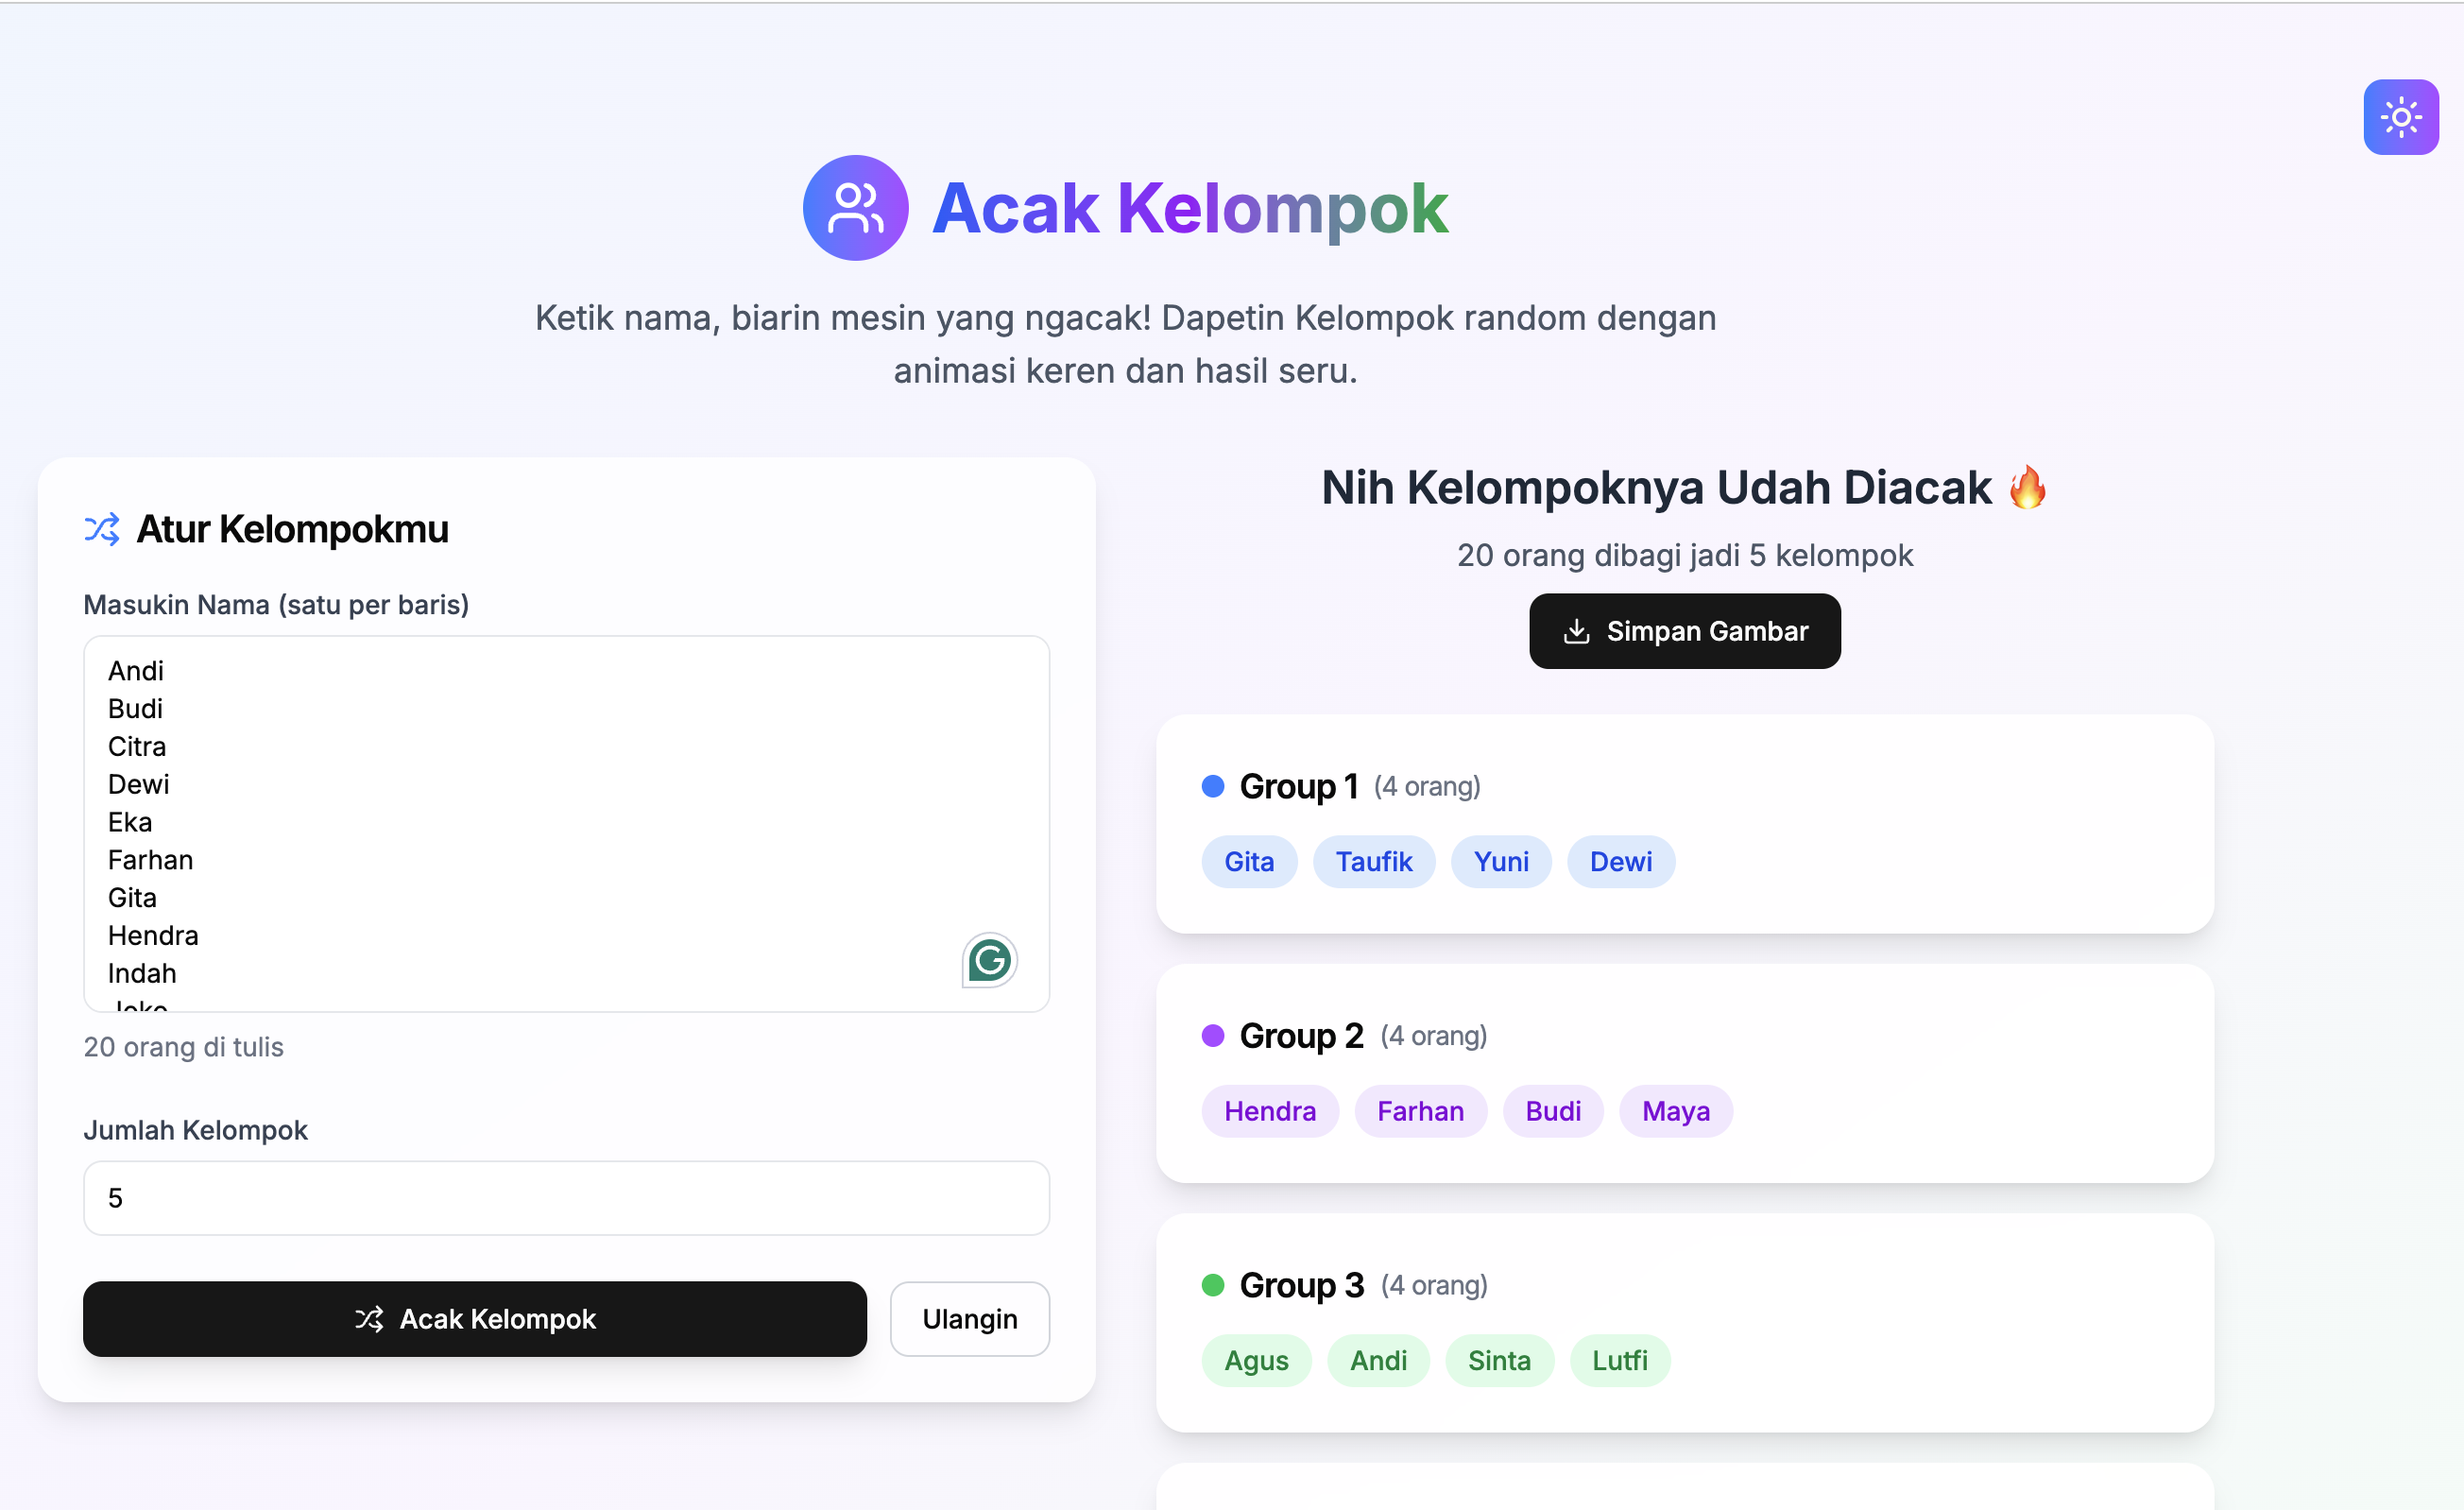 Acak Kelompok
Ketik nama, biarin mesin yang ngacak! Dapetin Kelompok random dengan
animasi keren dan hasil seru.
Atur Kelompokmu
Masukin Nama (satu per baris)
Andi
Budi
Citra
Dewi
Eka
Farhan
Gita
Hendra
Indah
20 orang di tulis
Jumlah Kelompok
5
Acak Kelompok
Ulangin
Nih Kelompoknya Udah Diacak 🔥
20 orang dibagi jadi 5 kelompok
Simpan Gambar
Group 1 (4 orang)
Gita Taufik Yuni Dewi
Group 2 (4 orang)
Hendra Farhan Budi Maya
Group 3 (4 orang)
Agus Andi Sinta Lutfi